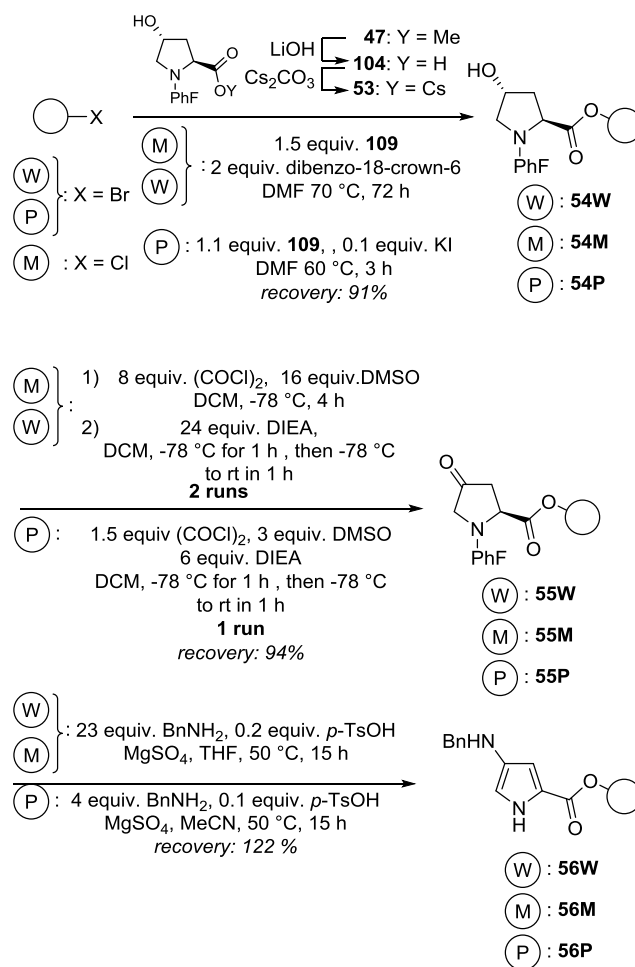 HO
N
PhF
O
OY
LiOH
47: Y = Me
104: Y = H
Cs2CO3
53: Y = Cs
X
W
P
: X = Br
M
: X = Cl
M
W
:
1.5 equiv. 109
2 equiv. dibenzo-18-crown-6
DMF 70 °C, 72 h
P
: 1.1 equiv. 109, , 0.1 equiv. KI
DMF 60 °C, 3 h
recovery: 91%
HO
N
PhF
O
O
W : 54W
M : 54M
P : 54P
M
W
:
1) 8 equiv. (COCl)2, 16 equiv.DMSO
DCM, -78 °C, 4 h
2) 24 equiv. DIEA,
DCM, -78 °C for 1 h , then -78 °C
to rt in 1 h
2 runs
P : 1.5 equiv (COCl)2, 3 equiv. DMSO
6 equiv. DIEA
DCM, -78 °C for 1 h , then -78 °C
to rt in 1 h
1 run
recovery: 94%
O
N
PhF
O
O
W : 55W
M : 55M
P : 55P
W
M
: 23 equiv. BnNH2, 0.2 equiv. p-TsOH
MgSO4, THF, 50 °C, 15 h
P : 4 equiv. BnNH2, 0.1 equiv. p-TsOH
MgSO4, MeCN, 50 °C, 15 h
recovery: 122 %
BnHN
N
H
O
O
W : 56W
M : 56M
P : 56P